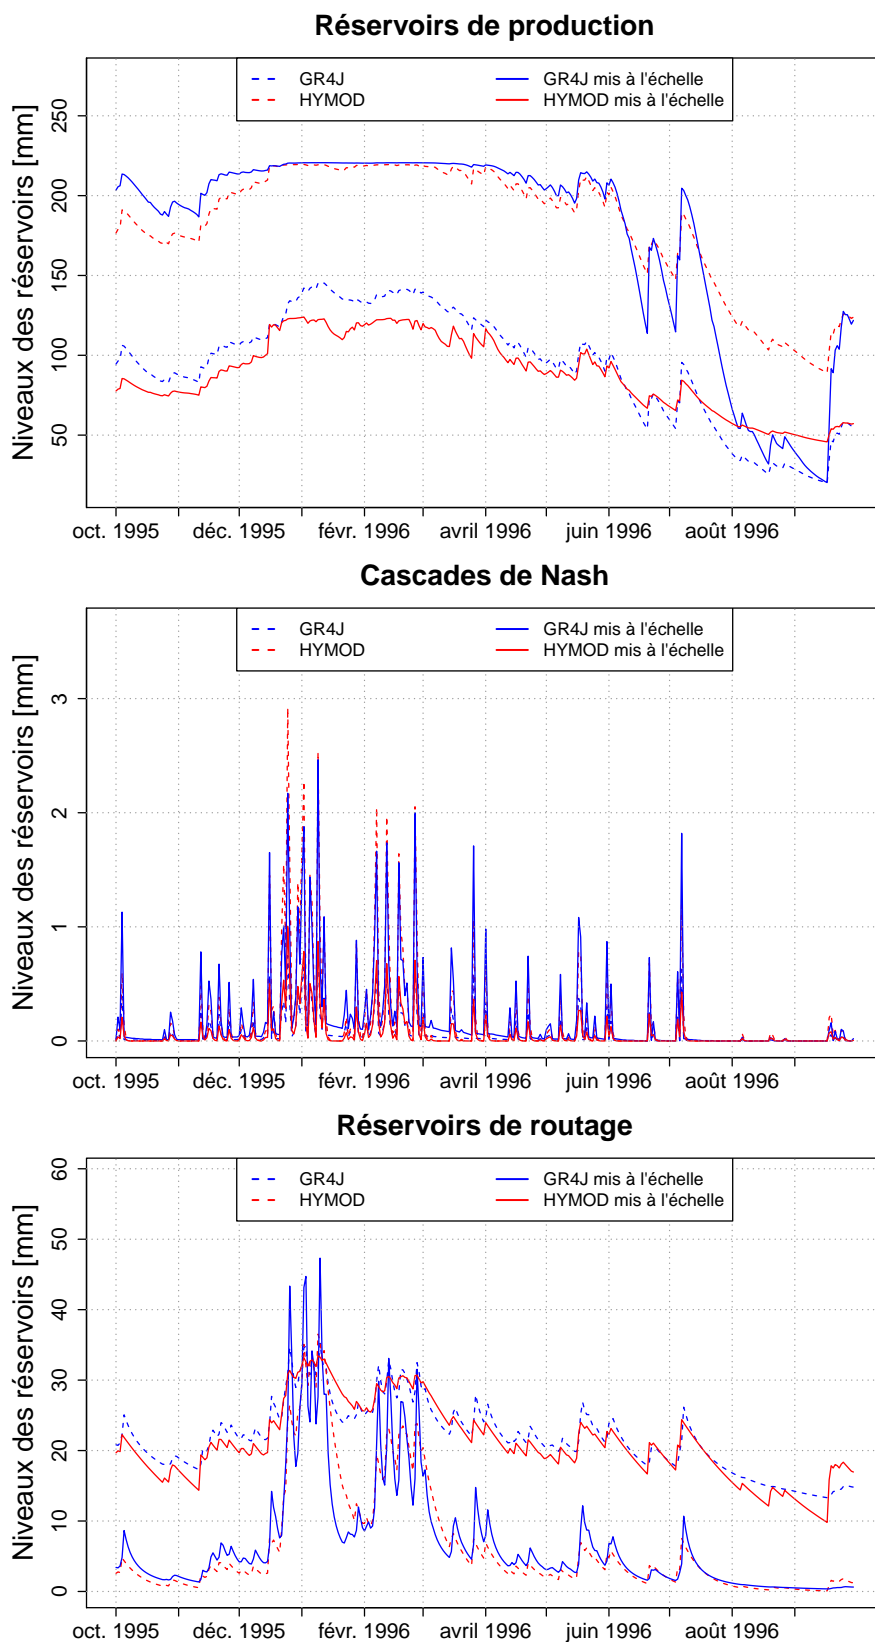 Réservoirs de production
Niveaux des réservoirs [mm]
250
200
150
100
50
GR4J
HYMOD
GR4J mis à l'échelle
HYMOD mis à l'échelle
oct. 1995 déc. 1995 févr. 1996 avril 1996 juin 1996 août 1996
Cascades de Nash
Niveaux des réservoirs [mm]
3
2
1
0
GR4J
HYMOD
GR4J mis à l'échelle
HYMOD mis à l'échelle
oct. 1995 déc. 1995 févr. 1996 avril 1996 juin 1996 août 1996
Réservoirs de routage
Niveaux des réservoirs [mm]
60
50
40
30
20
10
0
GR4J
HYMOD
GR4J mis à l'échelle
HYMOD mis à l'échelle
oct. 1995 déc. 1995 févr. 1996 avril 1996 juin 1996 août 1996